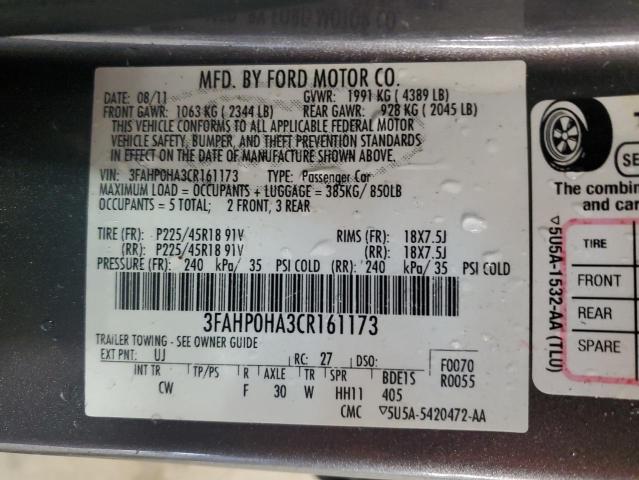 MFD. BY FORD MOTOR CO.
DATE: 08/11 GVWR: 1991 KG ( 4389 LB)
FRONT GAWR: 1063 KG ( 2344 LB) REAR GAWR: 928 KG ( 2045 LB)
THIS VEHICLE CONFORMS TO ALL APPLICABLE FEDERAL MOTOR
VEHICLE SAFETY, BUMPER, AND THEFT PREVENTION STANDARDS
IN EFFECT ON THE DATE OF MANUFACTURE SHOWN ABOVE.
VIN: 3FAHP0HA3CR161173 TYPE: Passenger Car
MAXIMUM LOAD = OCCUPANTS + LUGGAGE = 385KG/ 850LB
OCCUPANTS = 5 TOTAL; 2 FRONT, 3 REAR
TIRE (FR): P225/45R18 91V RIMS (FR): 18X7.5J
(RR): P225/45R18 91V (RR): 18X7.5J
PRESSURE (FR): 240 kPa/ 35 PSI COLD (RR): 240 kPa/ 35 PSI COLD
3FAHP0HA3CR161173
TRAILER TOWING - SEE OWNER GUIDE
EXT PNT: UJ RC: 27 DSO: F0070
R0055
INT TR TP/PS R AXLE TR SPR BDE1S
CW F 30 W HH11 405
CMC ▽5U5A-5420472-AA
The combin
and car
TIRE
FRONT
REAR
SPARE
▽5U5A-1532-AA (TL0)